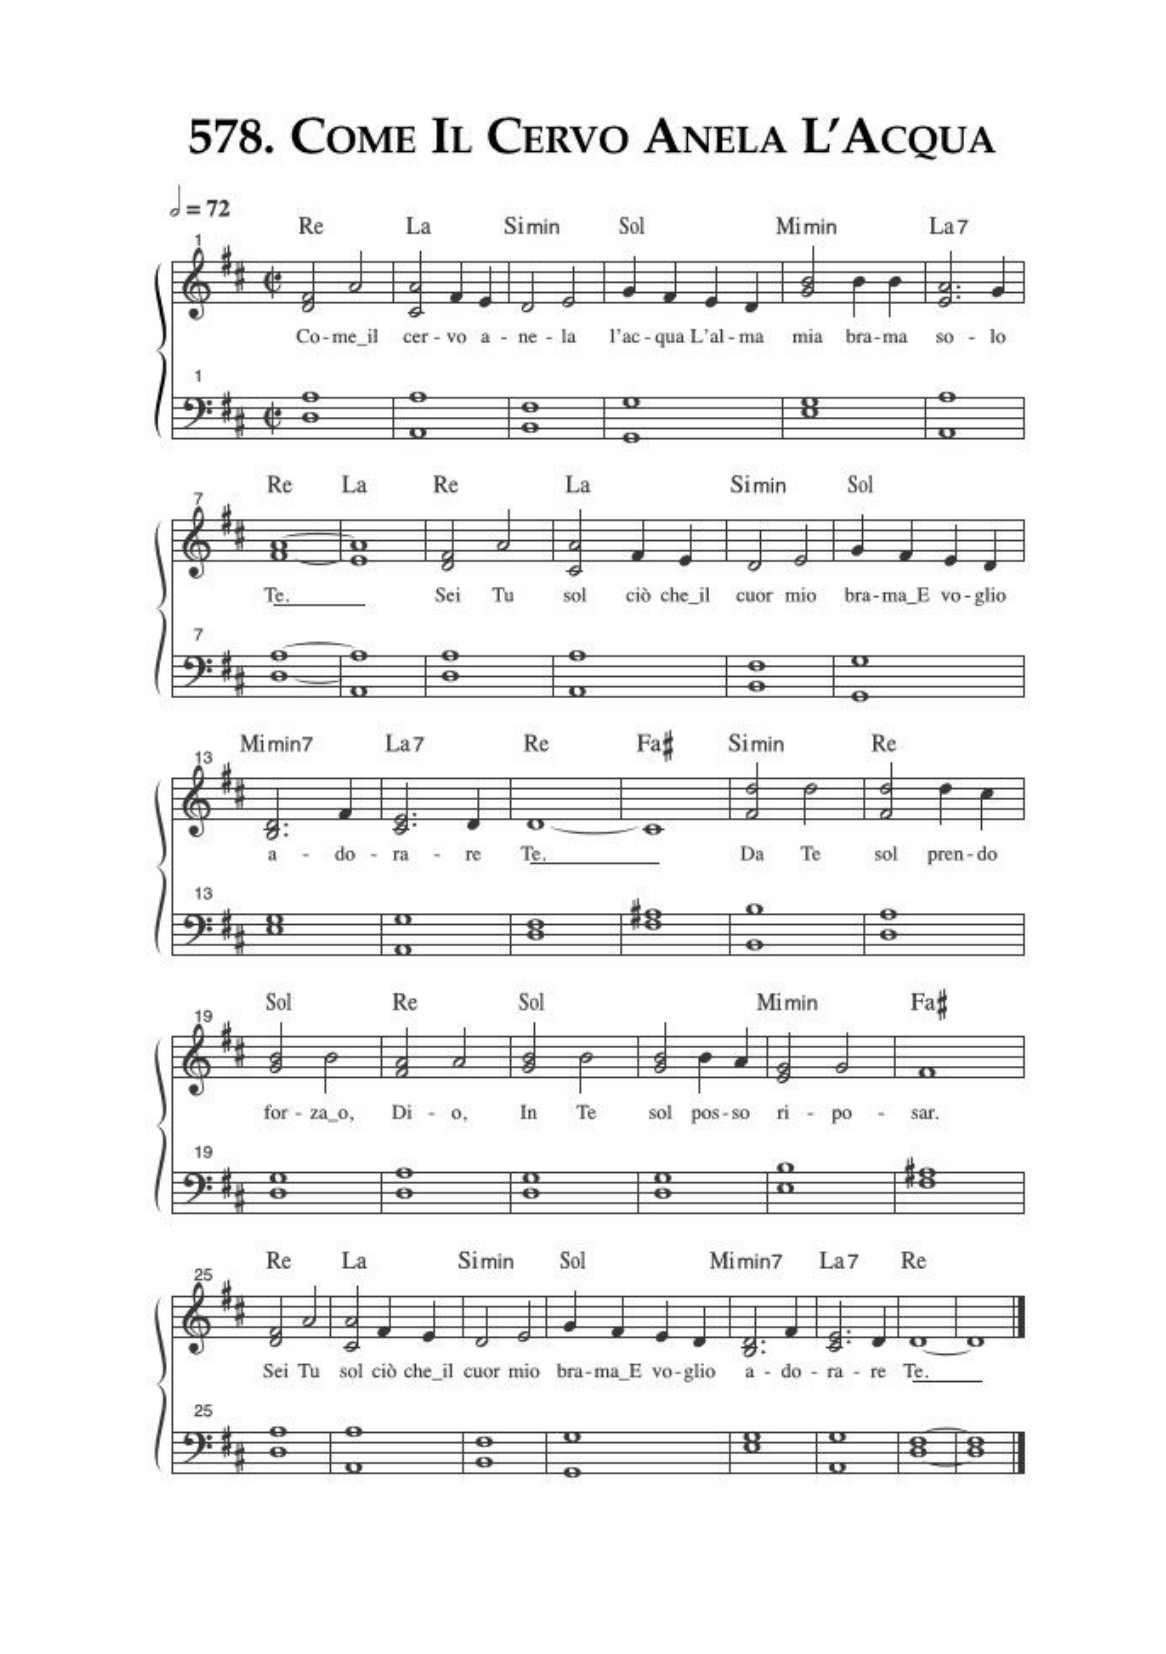 578. COME IL CERVO ANELA L'ACQUA
= 72
Re La Simin Sol Mimin La7
1
Co-me_il cer-vo a-ne-la l'ac-qua L'al-ma mia bra-ma so-lo
1
Re La Re La Simin Sol
7
Te.____ Sei Tu sol ciò che_il cuor mio bra-ma_E vo-glio
7
Mimin7 La7 Re Fa♯ Simin Re
13
a - do - ra - re Te.____ Da Te sol pren-do
13
Sol Re Sol Mimin Fa♯
19
for - za_o, Di - o, In Te sol pos-so ri - po - sar.
19
Re La Simin Sol Mimin7 La7 Re
25
Sei Tu sol ciò che_il cuor mio bra-ma_E vo-glio a - do - ra - re Te.____
25